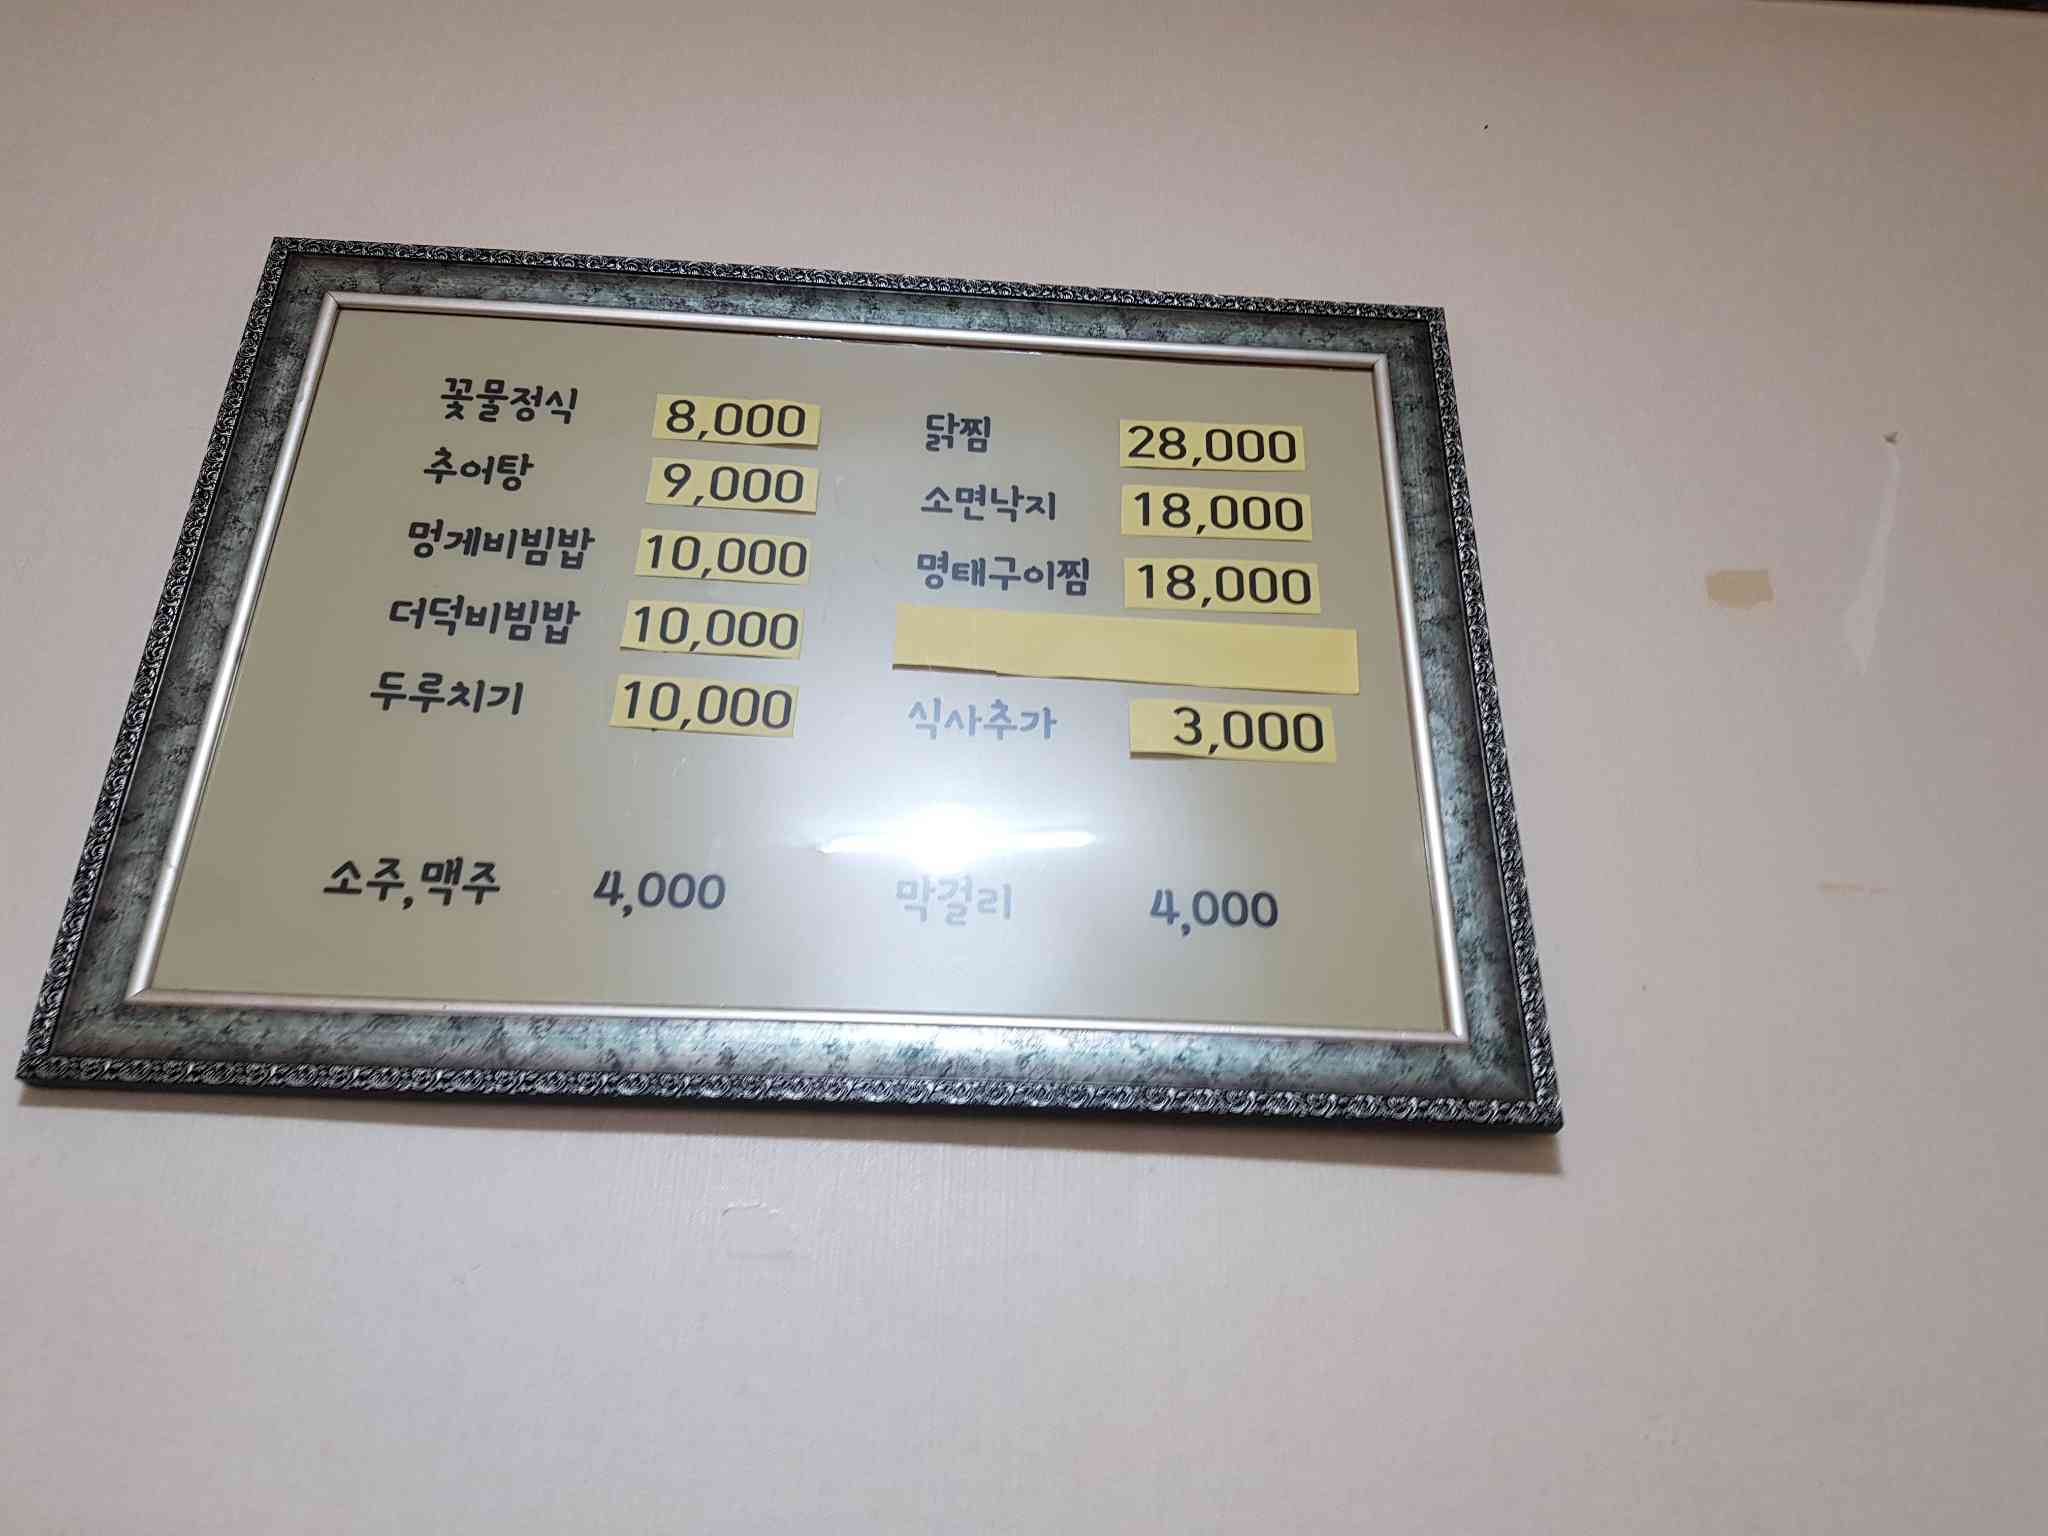 꽃물정식 8,000
추어탕 9,000
멍게비빔밥 10,000
더덕비빔밥 10,000
두루치기 10,000
닭찜 28,000
소면낙지 18,000
명태구이찜 18,000
식사추가 3,000
소주,맥주 4,000
막걸리 4,000